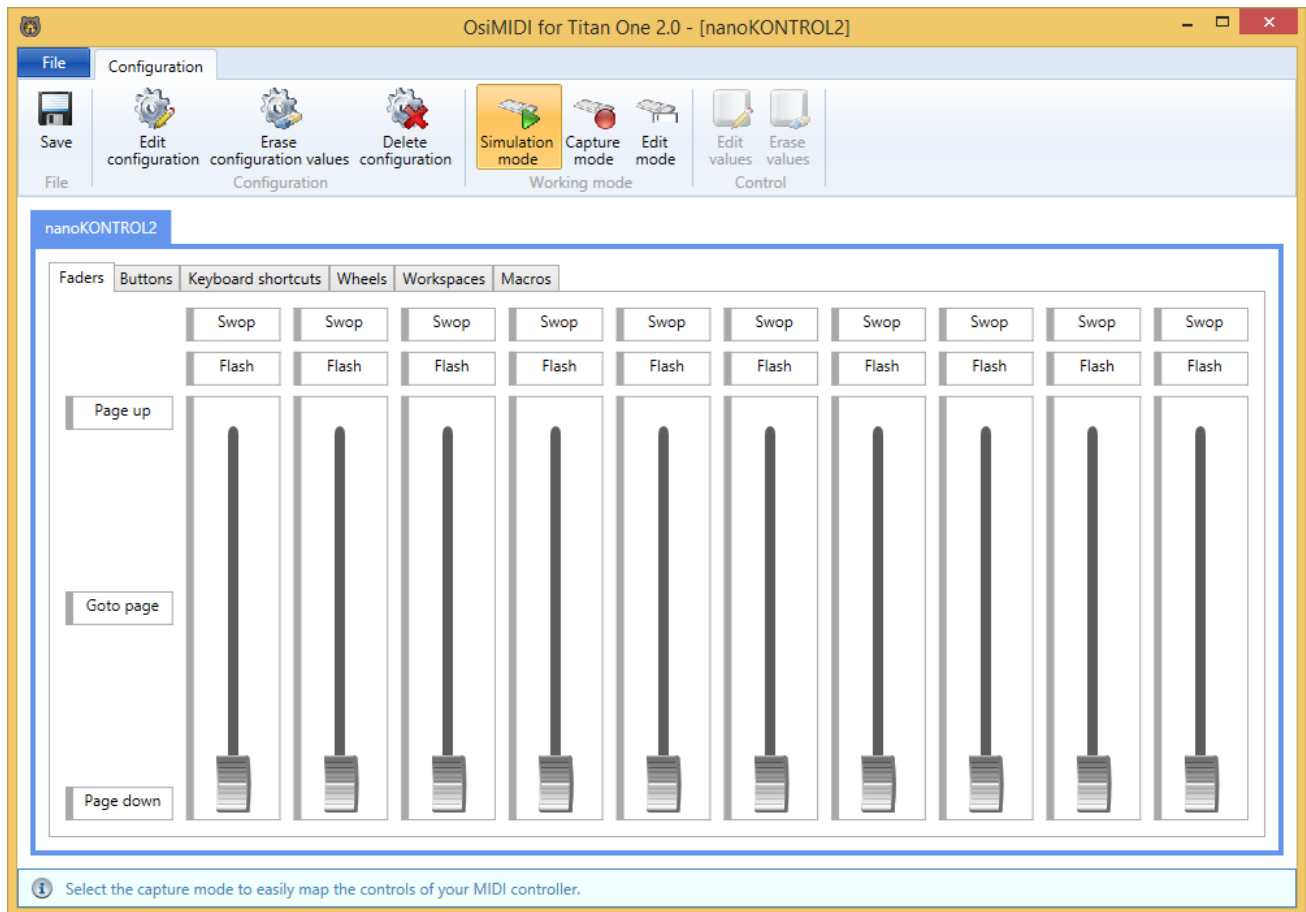 OsiMIDI for Titan One 2.0 - [nanoKONTROL2]
File Configuration
Save Edit configuration Erase configuration values Delete configuration Simulation mode Capture mode Edit mode Edit values Erase values
File Configuration Working mode Control
nanoKONTROL2
Faders Buttons Keyboard shortcuts Wheels Workspaces Macros
Swop Swop Swop Swop Swop Swop Swop Swop Swop Swop
Flash Flash Flash Flash Flash Flash Flash Flash Flash Flash
Page up
Goto page
Page down
Select the capture mode to easily map the controls of your MIDI controller.